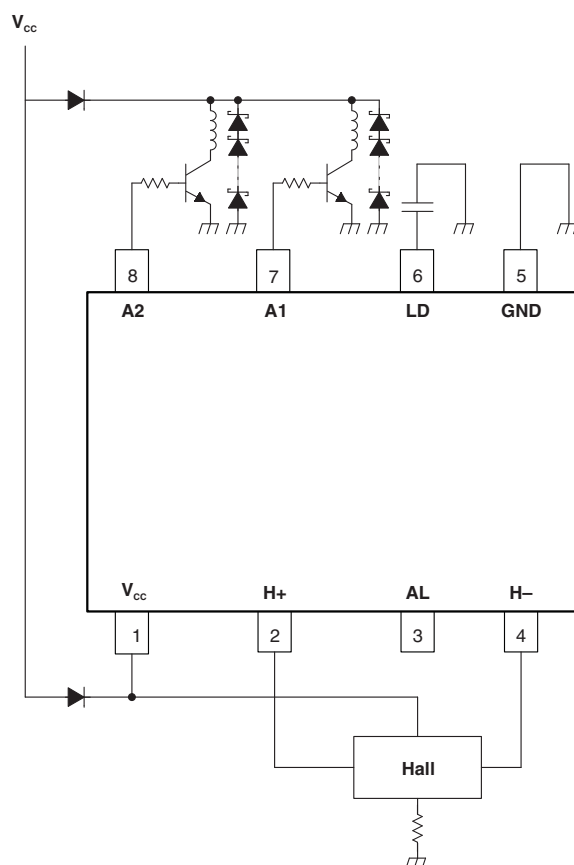 Vcc
8 7 6 5
A2 A1 LD GND
Vcc H+ AL H–
1 2 3 4
Hall